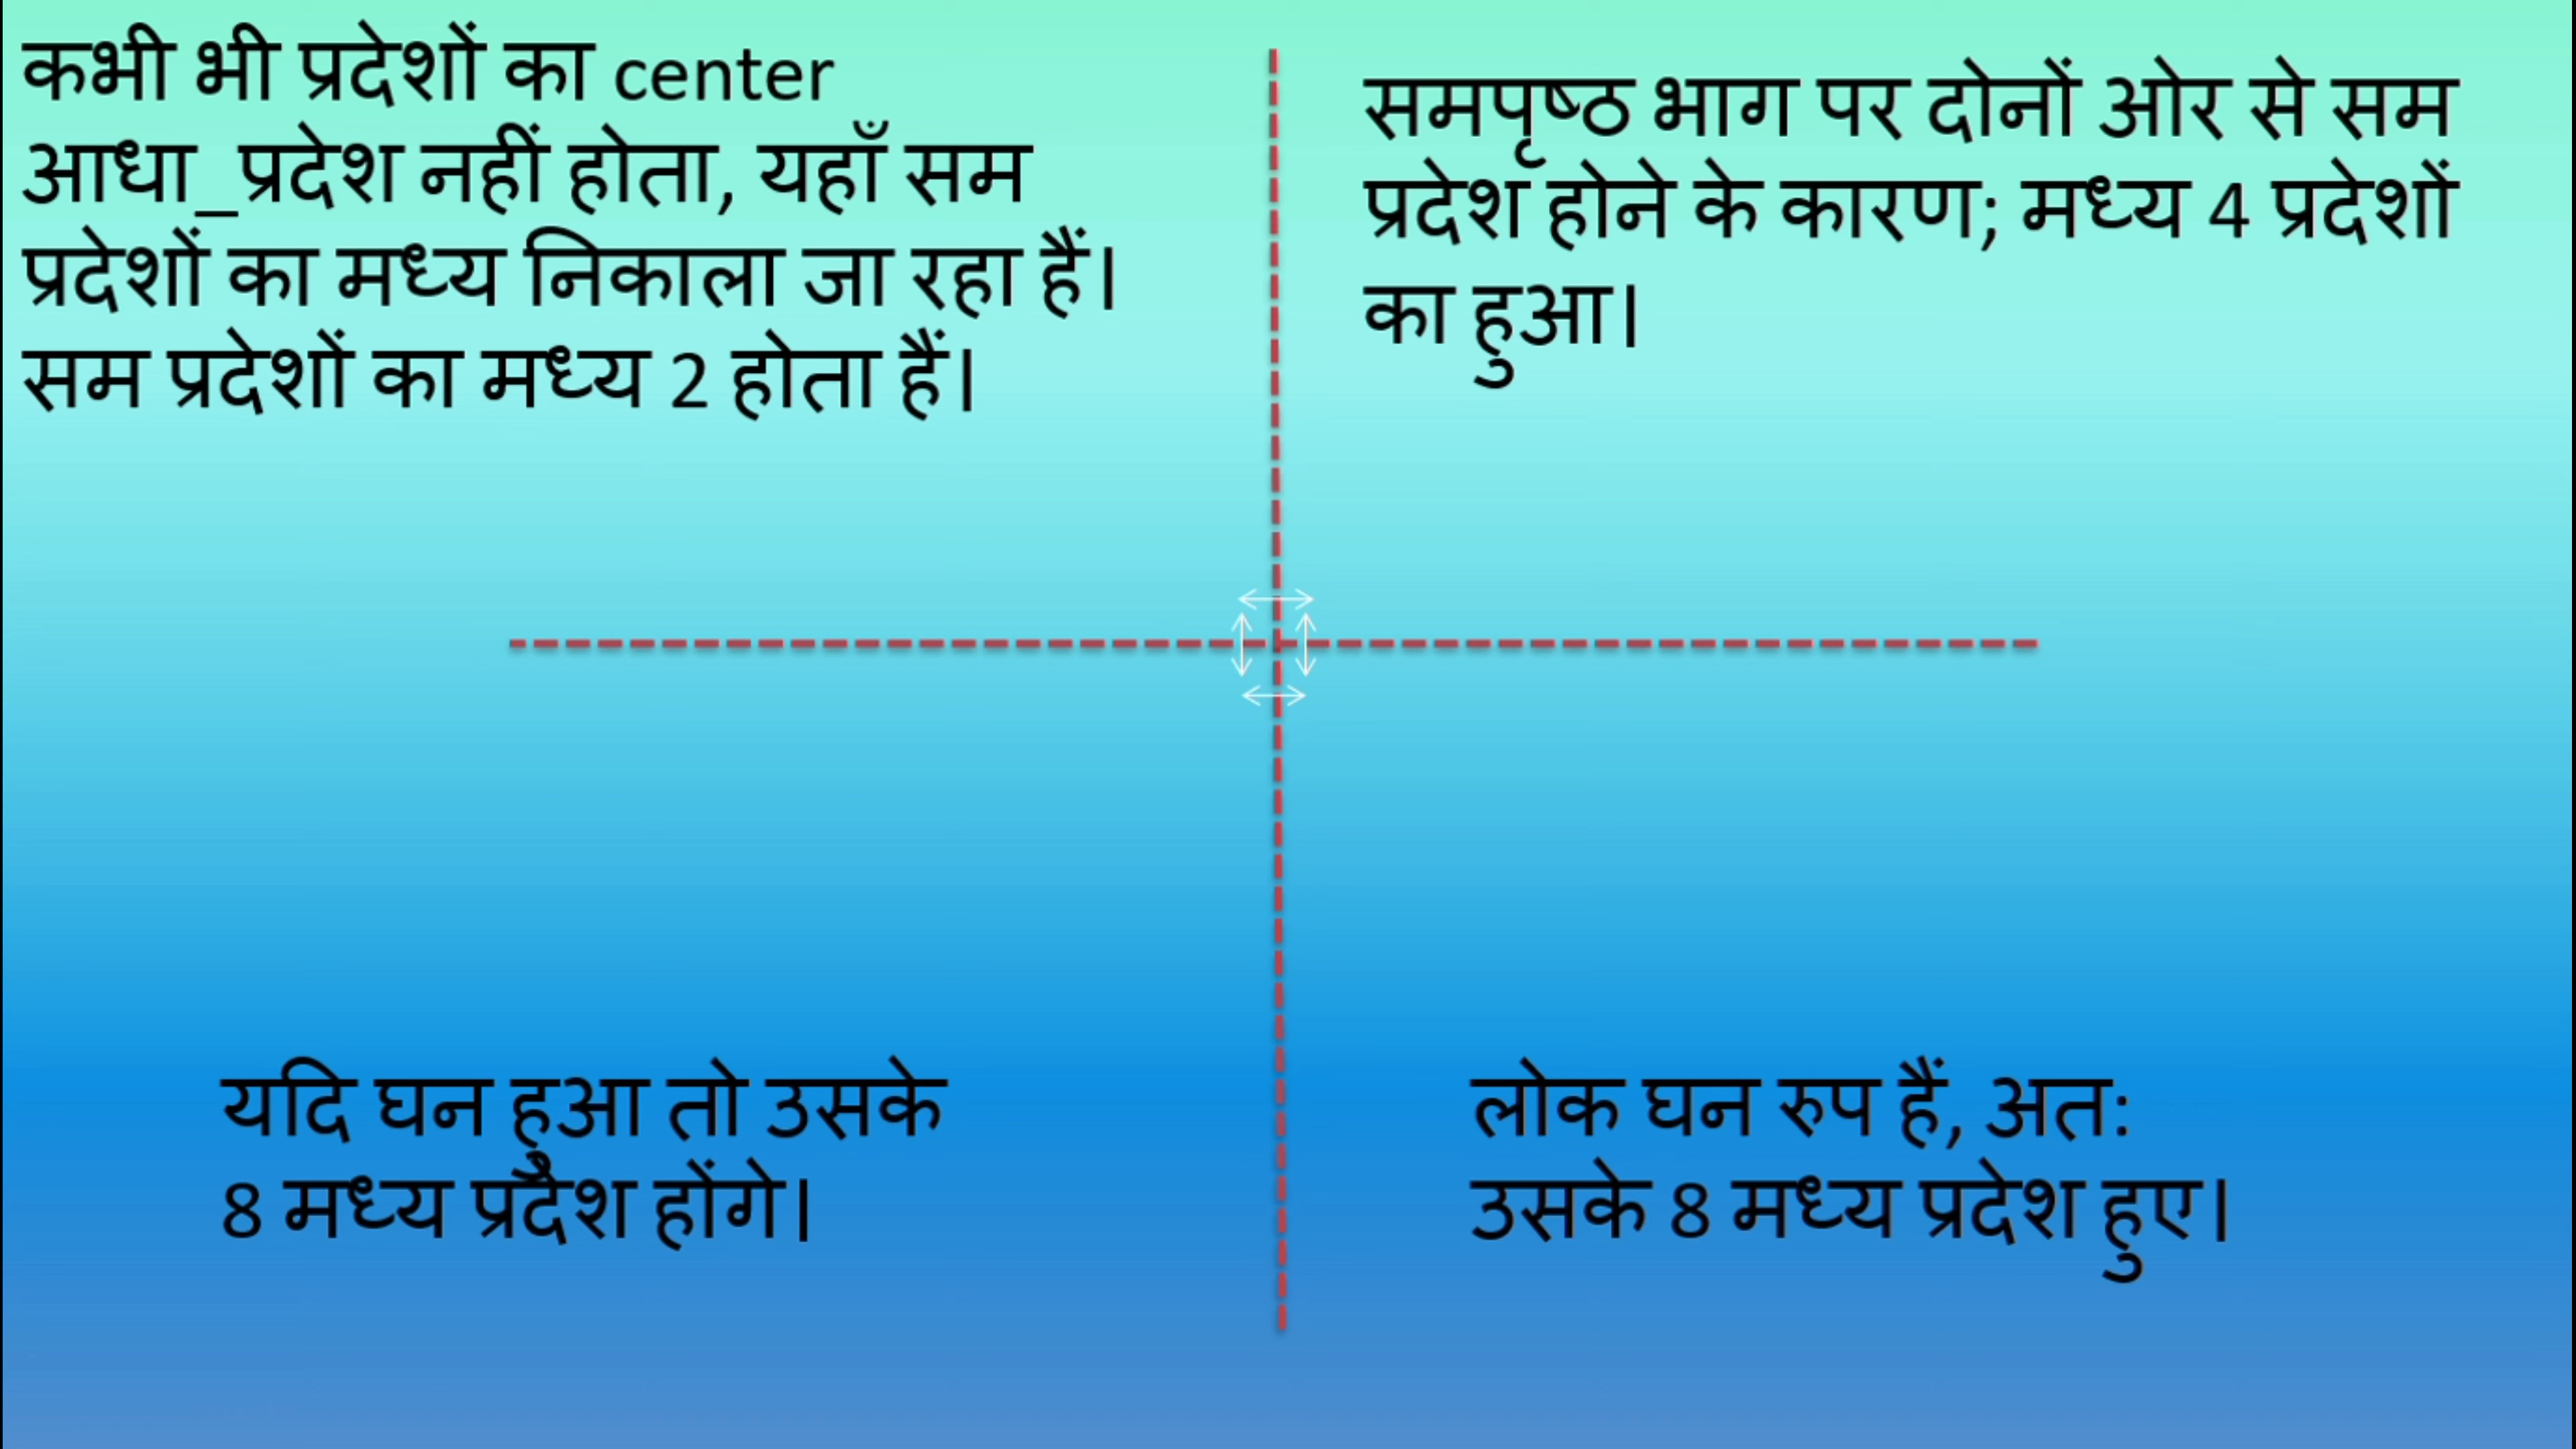 कभी भी प्रदेशों का center
आधा_प्रदेश नहीं होता, यहाँ सम
प्रदेशों का मध्य निकाला जा रहा हैं।
सम प्रदेशों का मध्य 2 होता हैं।
समपृष्ठ भाग पर दोनों ओर से सम
प्रदेश होने के कारण; मध्य 4 प्रदेशों
का हुआ।
यदि घन हुआ तो उसके
8 मध्य प्रदेश होंगे।
लोक घन रुप हैं, अत:
उसके 8 मध्य प्रदेश हुए।